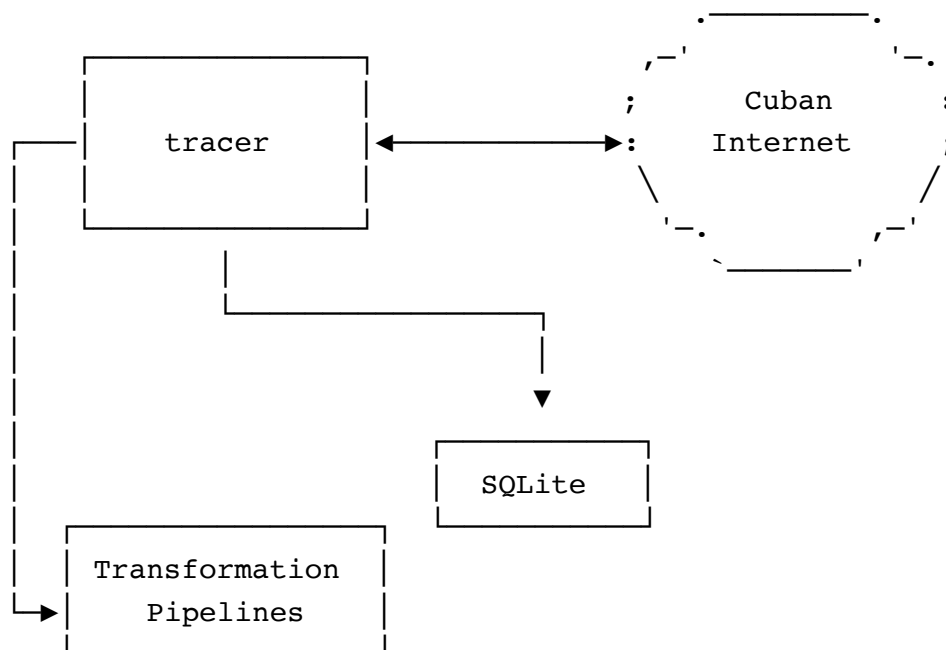 Cuban
tracer
Internet
SQLite
Transformation
Pipelines